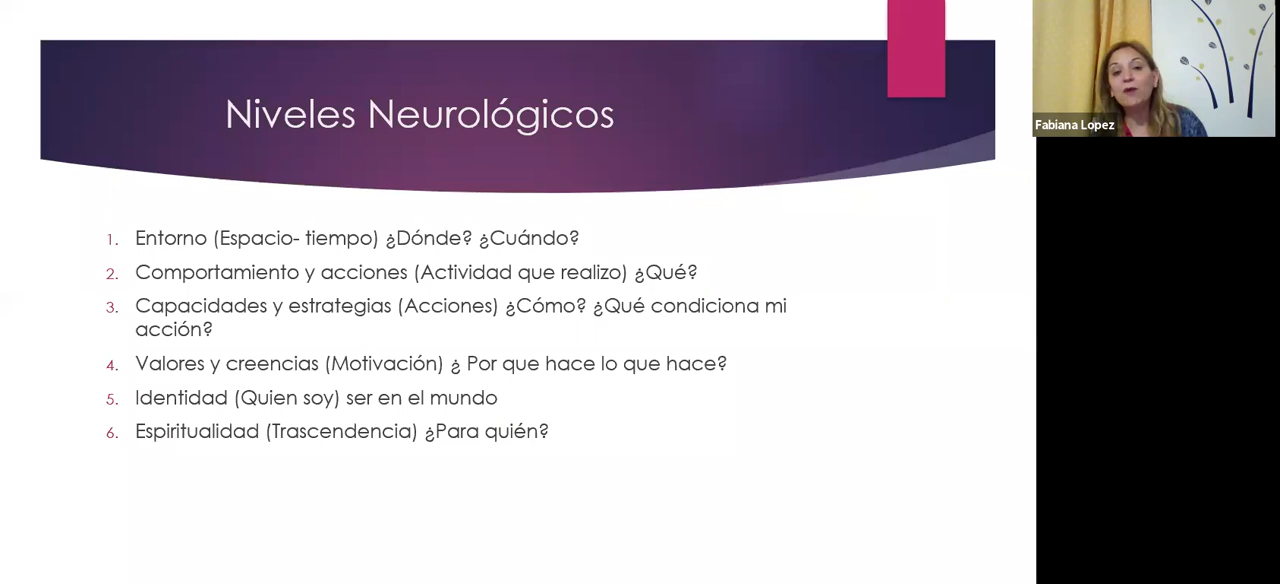 Niveles Neurológicos
Fabiana Lopez
1. Entorno (Espacio- tiempo) ¿Dónde? ¿Cuándo?
2. Comportamiento y acciones (Actividad que realizo) ¿Qué?
3. Capacidades y estrategias (Acciones) ¿Cómo? ¿Qué condiciona mi
acción?
4. Valores y creencias (Motivación) ¿ Por que hace lo que hace?
5. Identidad (Quien soy) ser en el mundo
6. Espiritualidad (Trascendencia) ¿Para quién?